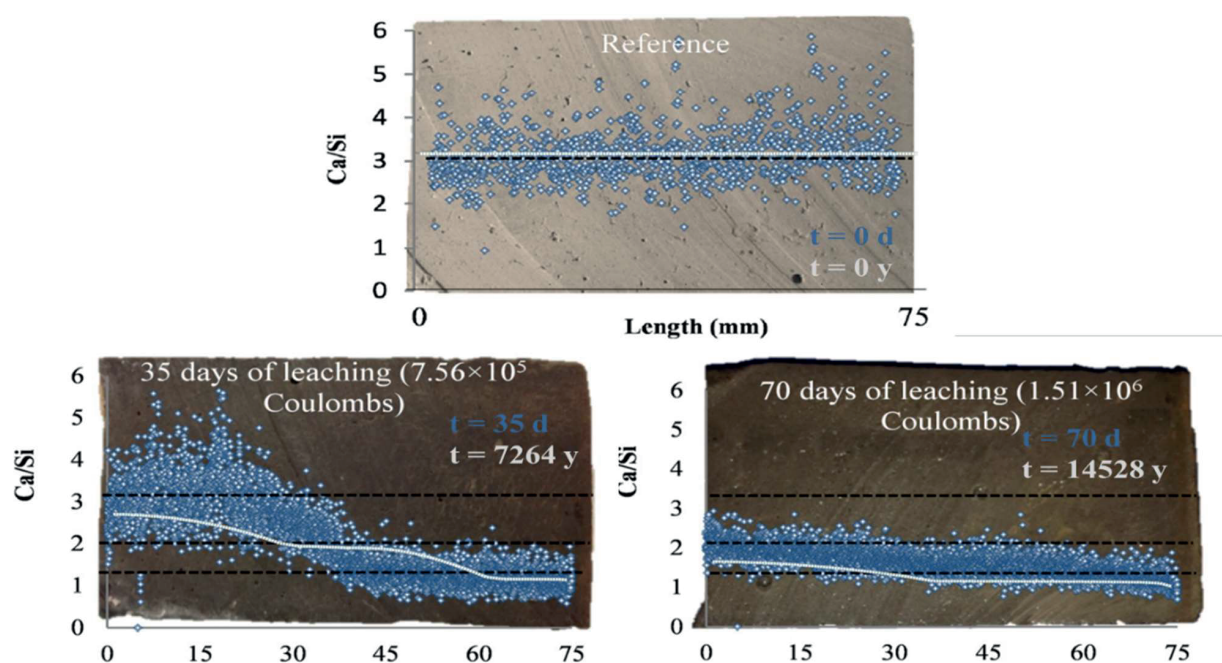 6
5
4
3
2
1
0
Ca/Si
Reference
t = 0 d
t = 0 y
0
Length (mm)
75
6
5
4
3
2
1
0
Ca/Si
35 days of leaching (7.56×10⁵
Coulombs)
t = 35 d
t = 7264 y
0
15
30
45
60
75
6
5
4
3
2
1
0
Ca/Si
70 days of leaching (1.51×10⁶
Coulombs)
t = 70 d
t = 14528 y
0
15
30
45
60
75